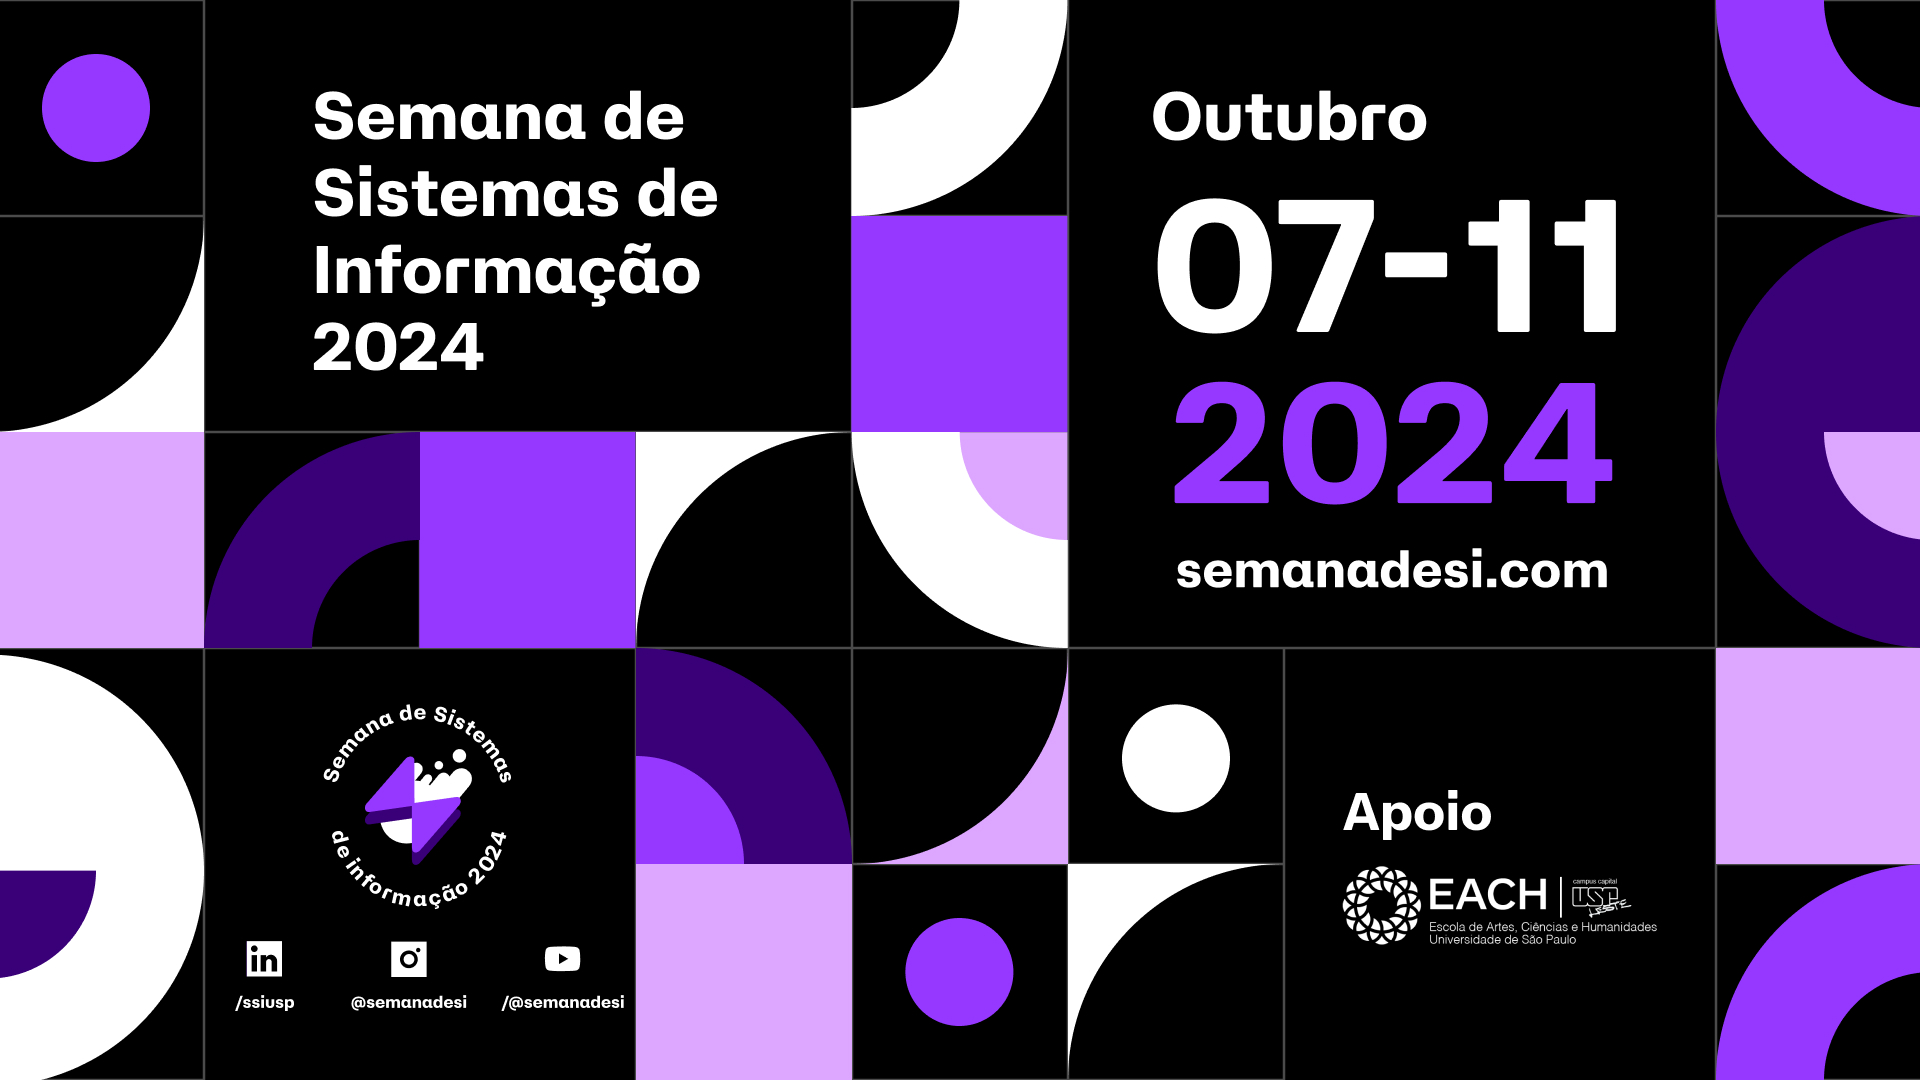 Semana de
Sistemas de
Informação
2024
Outubro
07-11
2024
semanadesi.com
Semana de Sistemas
de informação 2024
/ssiusp
@semanadesi
/@semanadesi
Apoio
EACH
campus capital
USP
LESTE
Escola de Artes, Ciências e Humanidades
Universidade de São Paulo